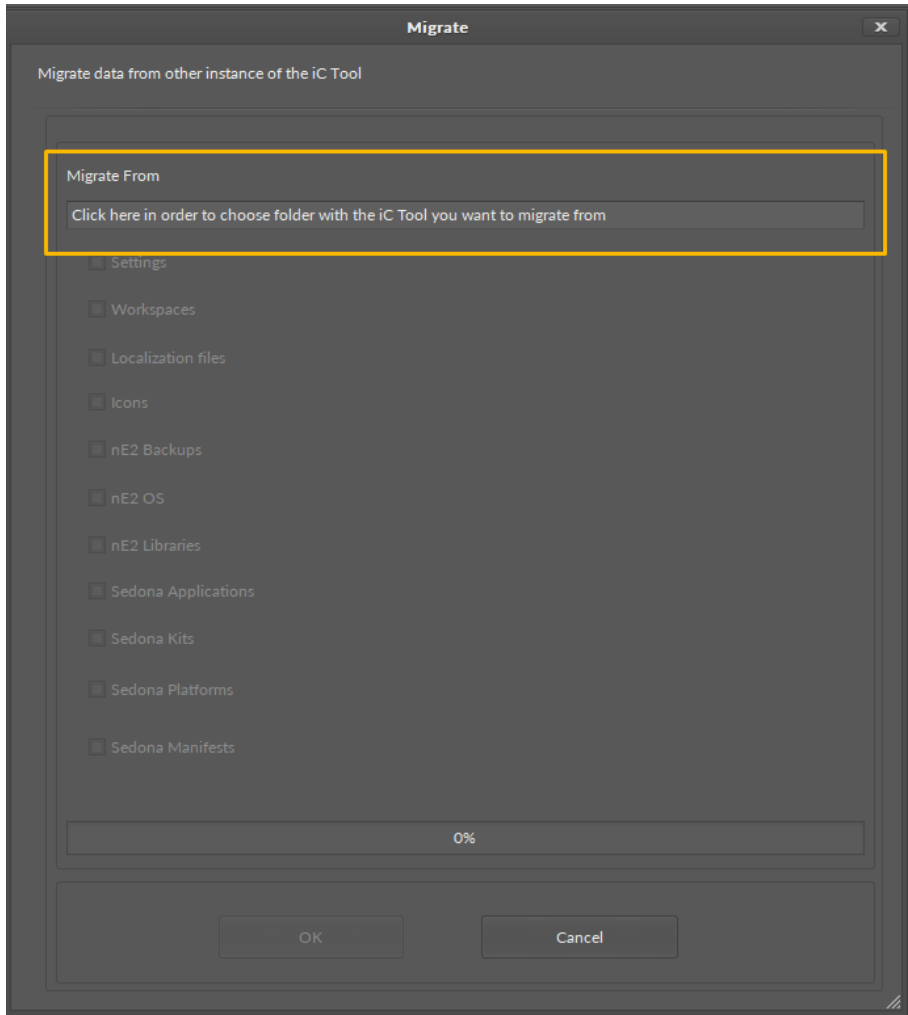 Migrate
x
Migrate data from other instance of the iC Tool
Migrate From
Click here in order to choose folder with the iC Tool you want to migrate from
Settings
Workspaces
Localization files
Icons
nE2 Backups
nE2 OS
nE2 Libraries
Sedona Applications
Sedona Kits
Sedona Platforms
Sedona Manifests
0%
OK
Cancel